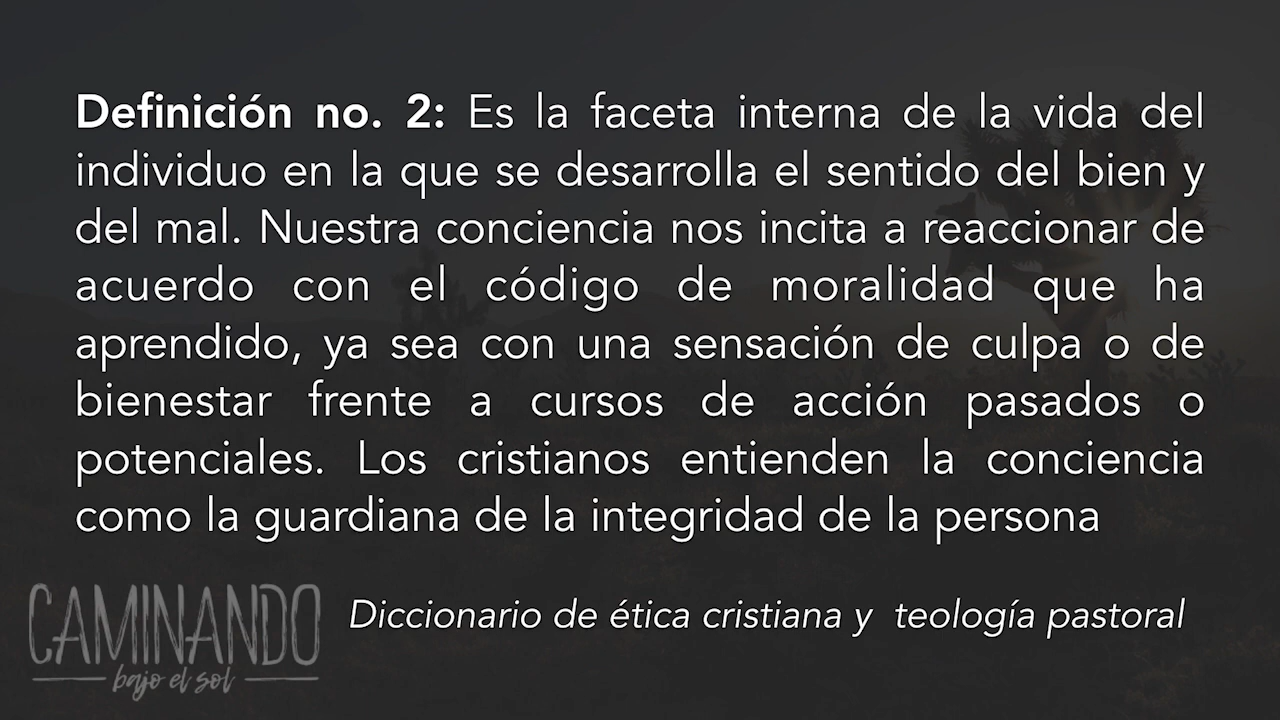 Definición no. 2: Es la faceta interna de la vida del
individuo en la que se desarrolla el sentido del bien y
del mal. Nuestra conciencia nos incita a reaccionar de
acuerdo con el código de moralidad que ha
aprendido, ya sea con una sensación de culpa o de
bienestar frente a cursos de acción pasados o
potenciales. Los cristianos entienden la conciencia
como la guardiana de la integridad de la persona
Diccionario de ética cristiana y teología pastoral
CAMINANDO
bajo el sol